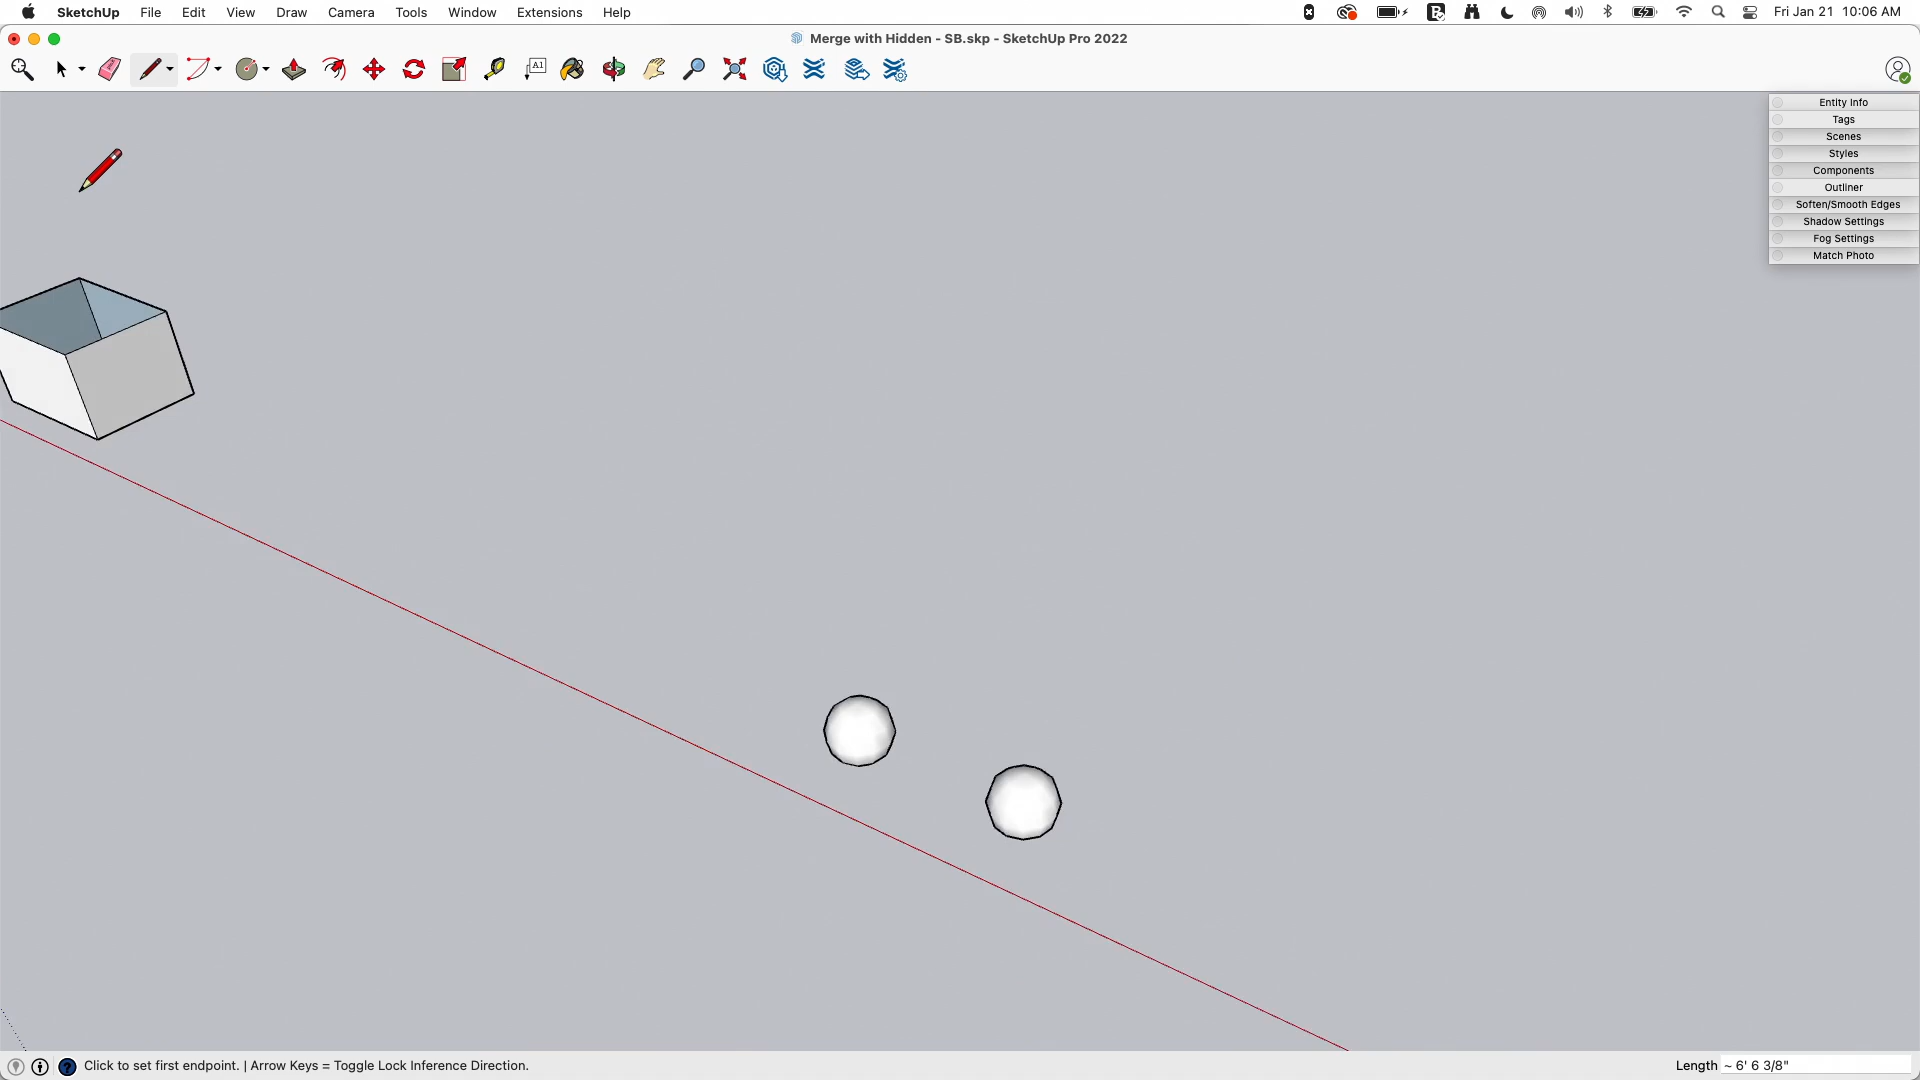 SketchUp File Edit View Draw Camera Tools Window Extensions Help Fri Jan 21 10:06 AM
Merge with Hidden - SB.skp - SketchUp Pro 2022
A1
Entity Info
Tags
Scenes
Styles
Components
Outliner
Soften/Smooth Edges
Shadow Settings
Fog Settings
Match Photo
Click to set first endpoint. | Arrow Keys = Toggle Lock Inference Direction. Length ~ 6' 6 3/8"